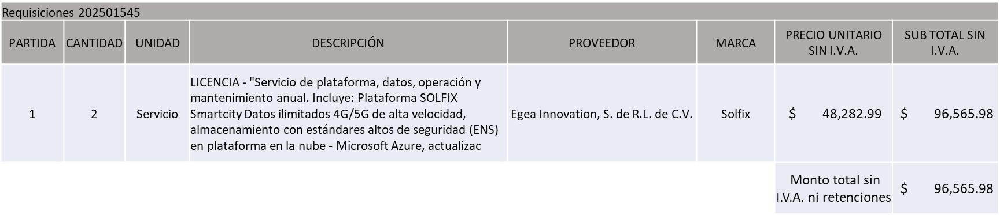 Requisiciones 202501545
PARTIDA CANTIDAD UNIDAD DESCRIPCIÓN PROVEEDOR MARCA PRECIO UNITARIO SIN I.V.A. SUB TOTAL SIN I.V.A.
1 2 Servicio
LICENCIA - "Servicio de plataforma, datos, operación y
mantenimiento anual. Incluye: Plataforma SOLFIX
Smartcity Datos ilimitados 4G/5G de alta velocidad,
almacenamiento con estándares altos de seguridad (ENS)
en plataforma en la nube - Microsoft Azure, actualizac
Egea Innovation, S. de R.L. de C.V. Solfix $ 48,282.99 $ 96,565.98
Monto total sin
I.V.A. ni retenciones
$ 96,565.98